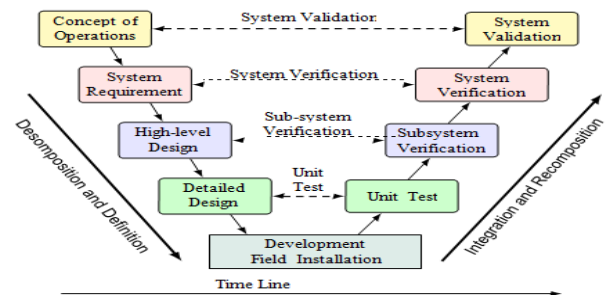 Concept of
Operations
System Validation
System
Validation
System
Requirement
System Verification
System
Verification
High-level
Design
Sub-system
Verification
Subsystem
Verification
Detailed
Design
Unit
Test
Unit Test
Development
Field Installation
Desomposition and Definition
Integration and Recomposition
Time Line